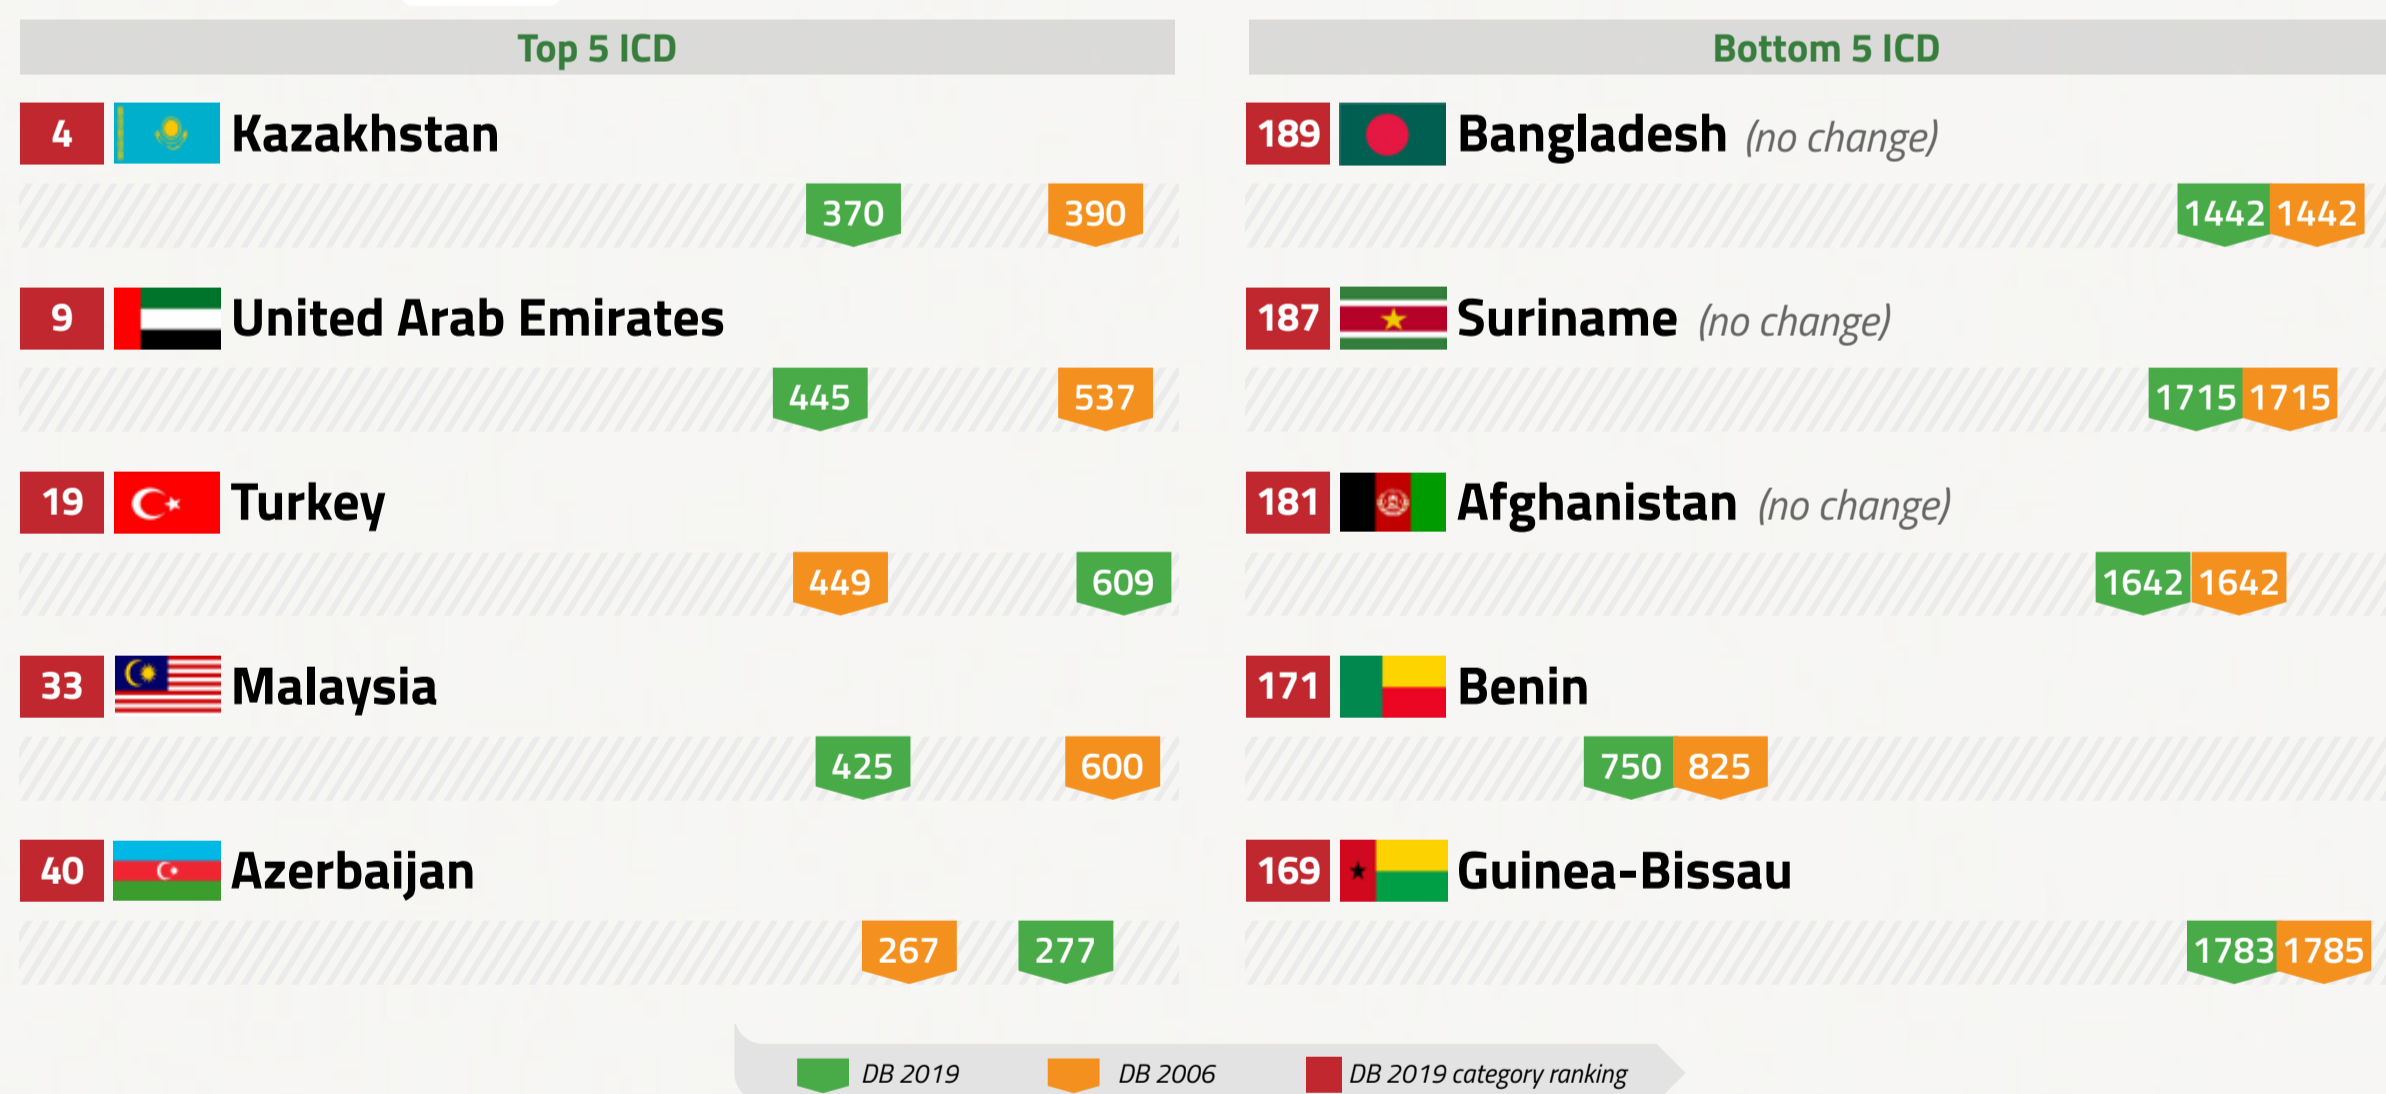 Top 5 ICD
4 Kazakhstan
370 390
9 United Arab Emirates
445 537
19 Turkey
449 609
33 Malaysia
425 600
40 Azerbaijan
267 277
Bottom 5 ICD
189 Bangladesh (no change)
1442 1442
187 Suriname (no change)
1715 1715
181 Afghanistan (no change)
1642 1642
171 Benin
750 825
169 Guinea-Bissau
1783 1785
DB 2019 DB 2006 DB 2019 category ranking